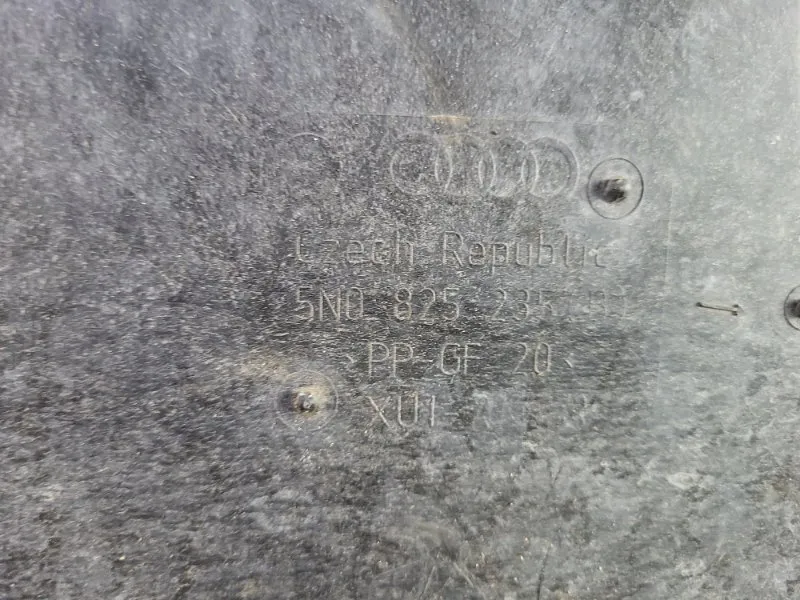 Czech Republic
5N0 825 235
>PP-GF 20<
XU1